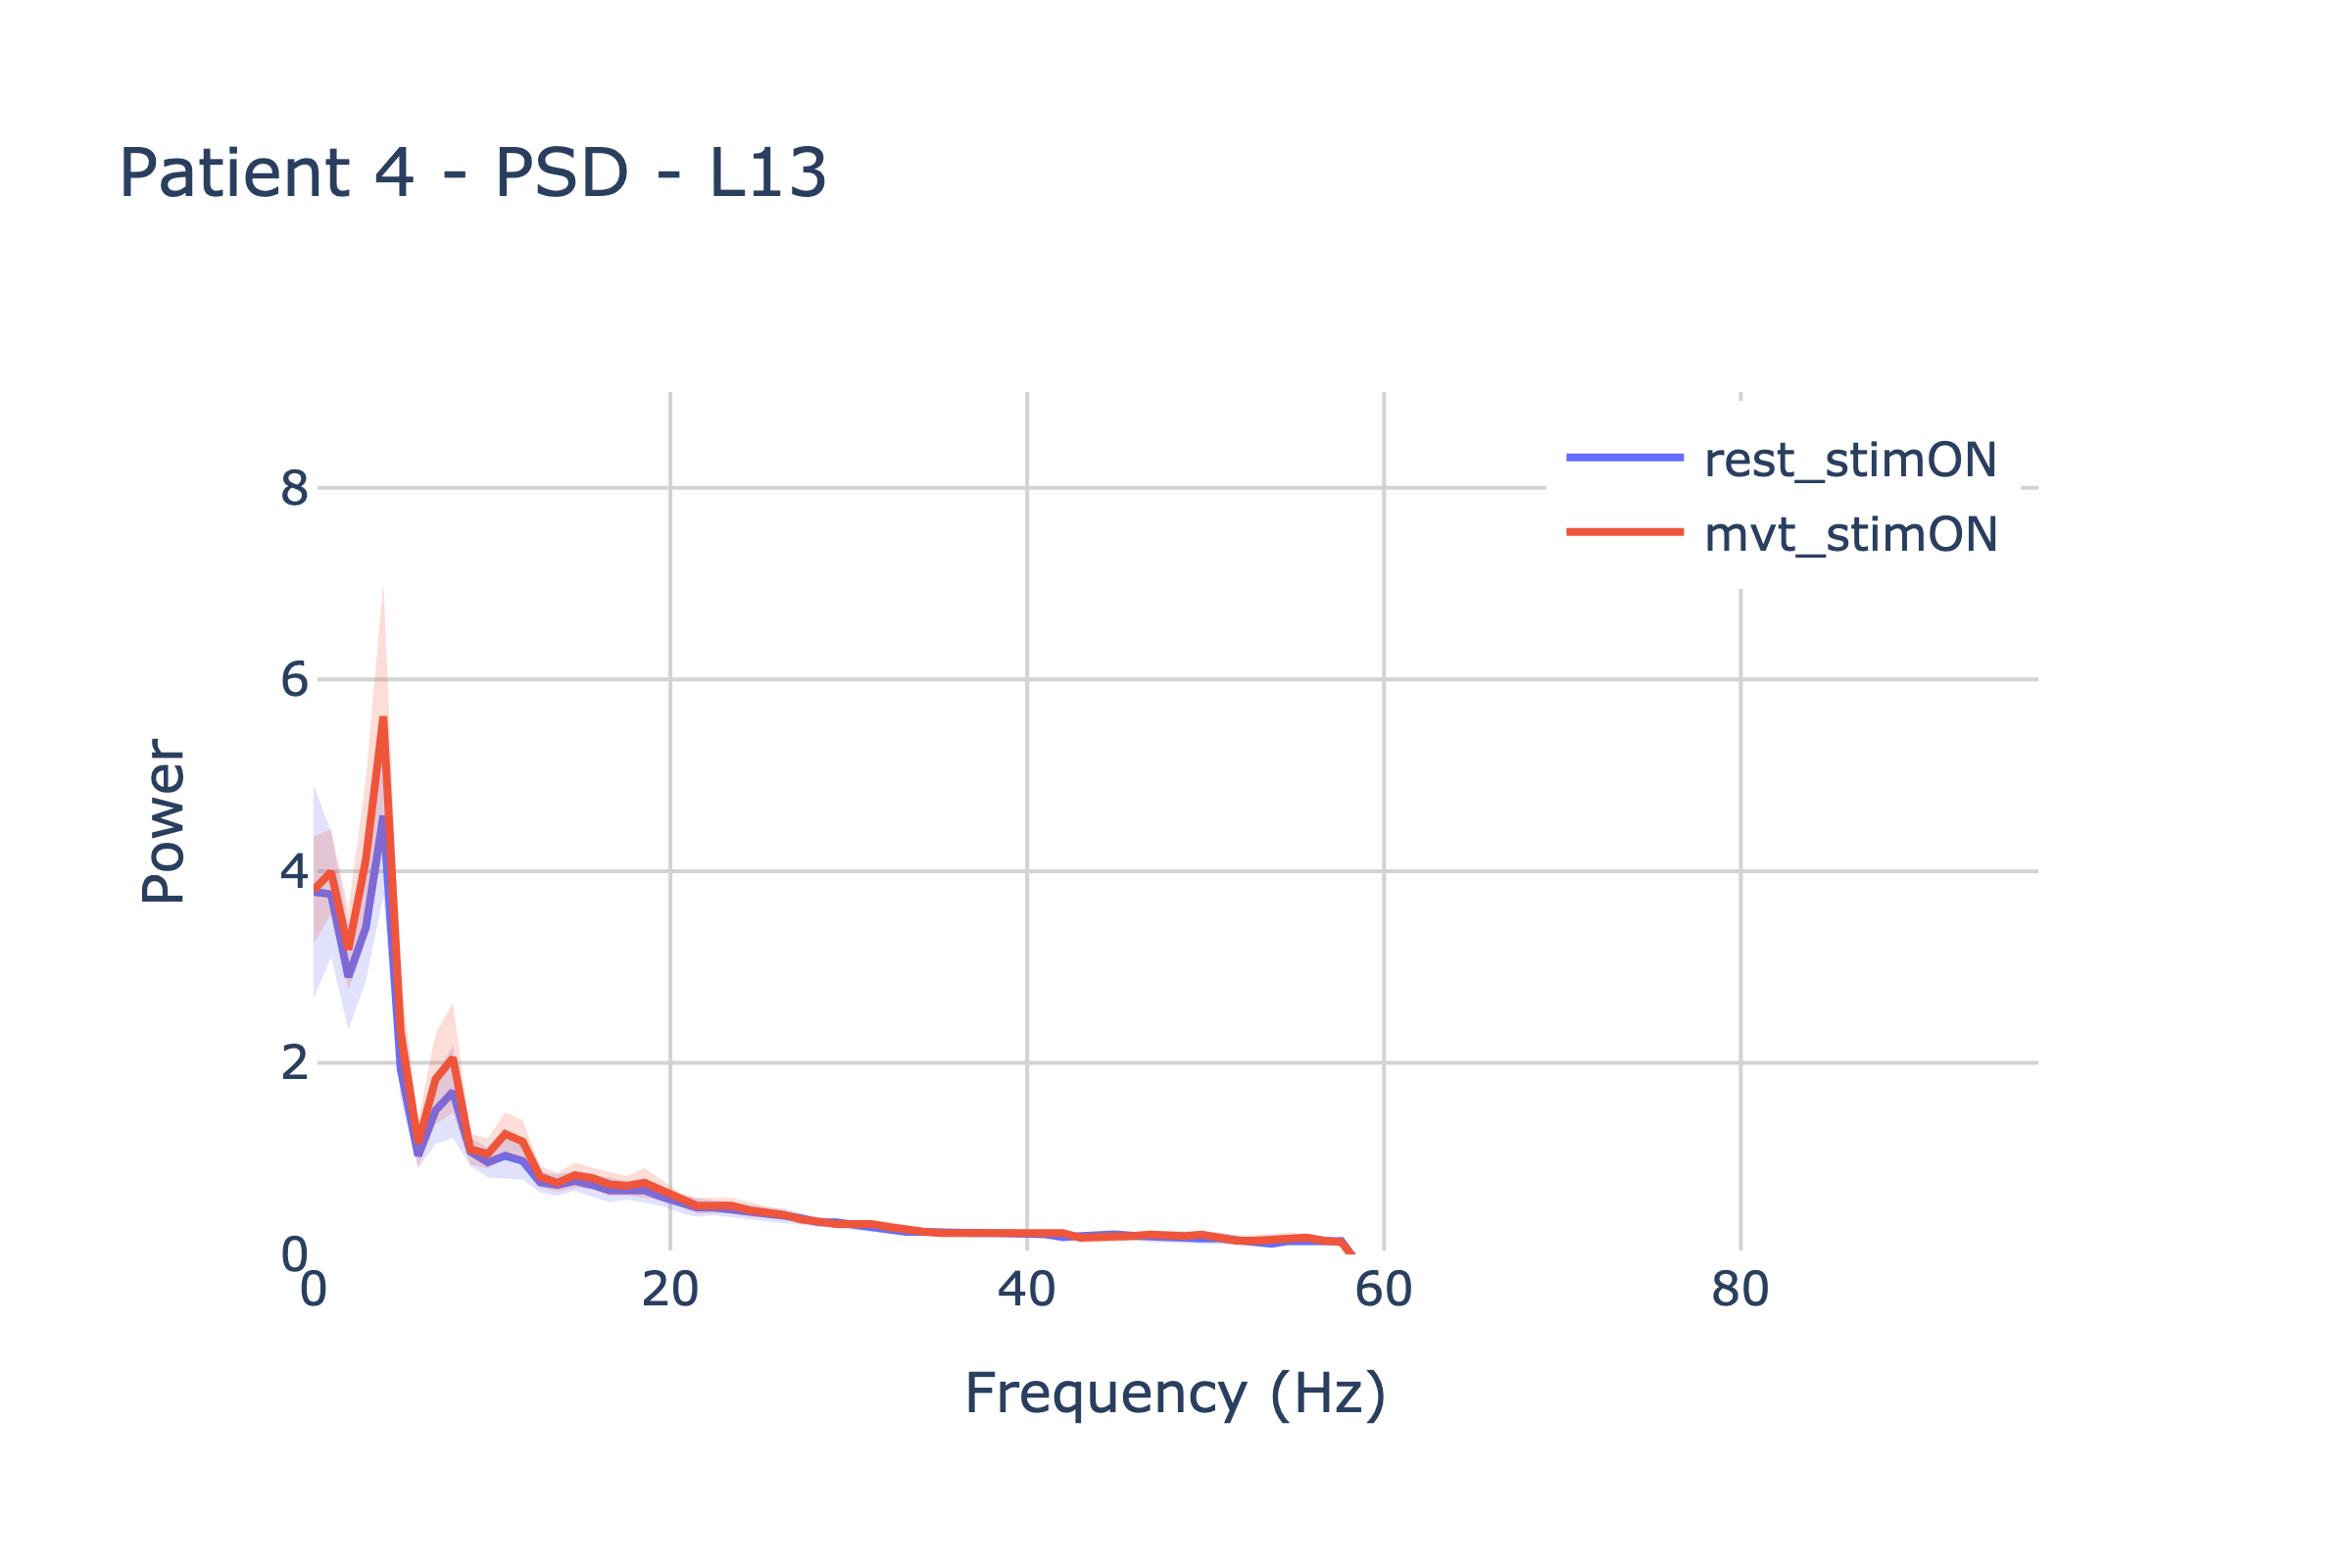 Patient 4 - PSD - L13
rest_stimON
mvt_stimON
8
6
4
2
0
Power
0 20 40 60 80
Frequency (Hz)